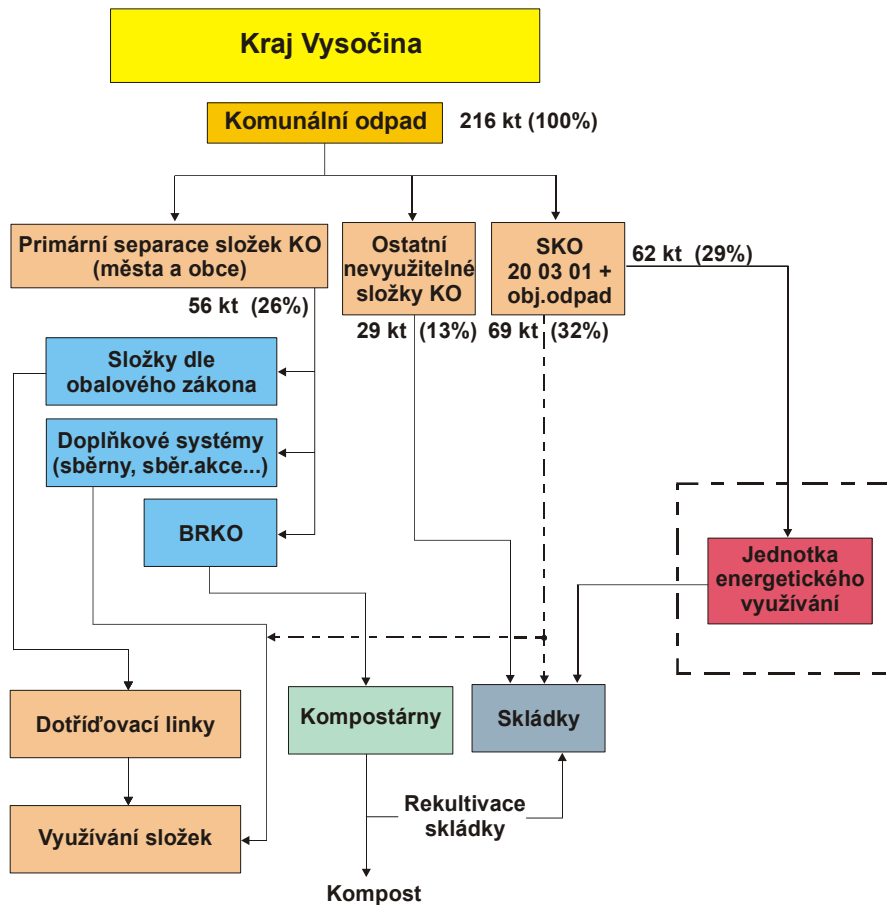 Kraj Vysočina
Komunální odpad
216 kt (100%)
Primární separace složek KO
(města a obce)
Ostatní
nevyužitelné
složky KO
SKO
20 03 01 +
obj.odpad
62 kt (29%)
56 kt (26%)
29 kt (13%)
69 kt (32%)
Složky dle
obalového zákona
Doplňkové systémy
(sběrny, sběr.akce...)
BRKO
Jednotka
energetického
využívání
Dotříďovací linky
Kompostárny
Skládky
Využívání složek
Rekultivace
skládky
Kompost